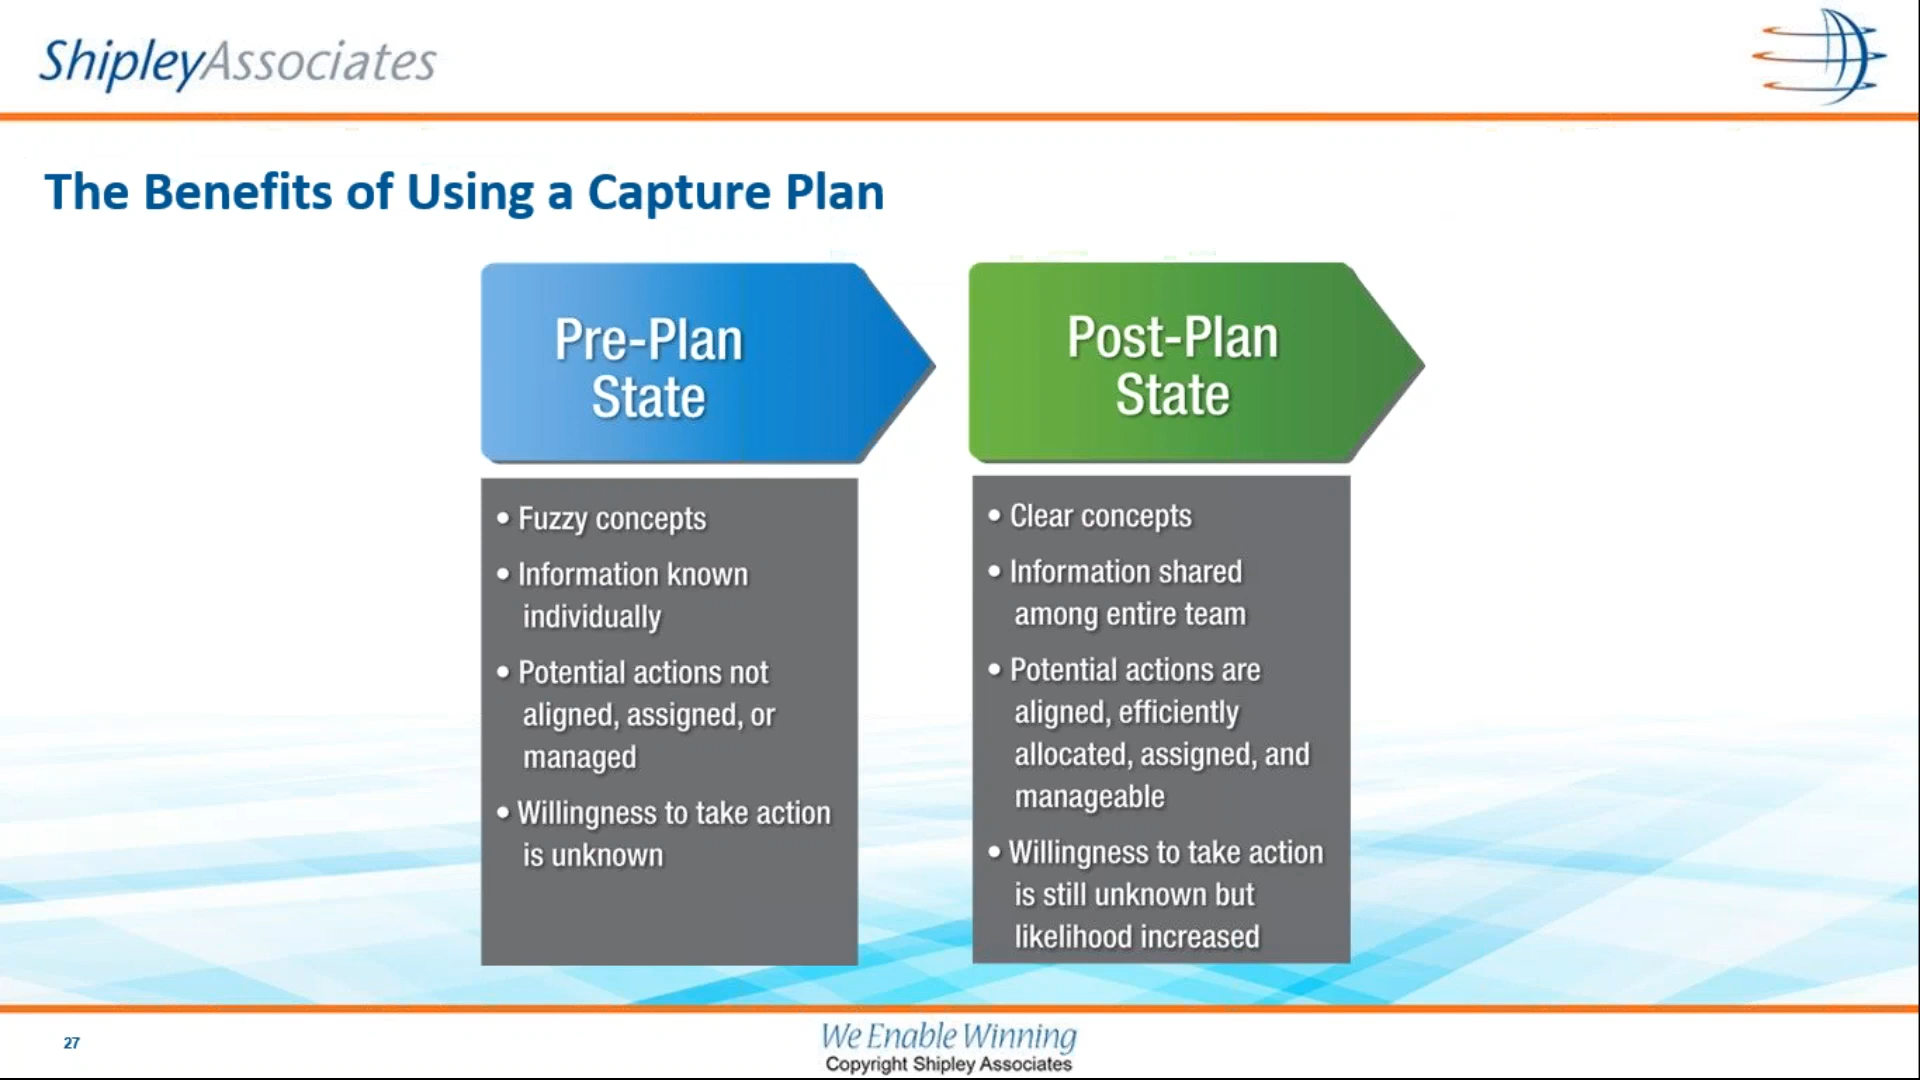 ShipleyAssociates
The Benefits of Using a Capture Plan
Pre-Plan
State
• Fuzzy concepts
• Information known
individually
• Potential actions not
aligned, assigned, or
managed
• Willingness to take action
is unknown
Post-Plan
State
• Clear concepts
• Information shared
among entire team
• Potential actions are
aligned, efficiently
allocated, assigned, and
manageable
• Willingness to take action
is still unknown but
likelihood increased
27
We Enable Winning
Copyright Shipley Associates